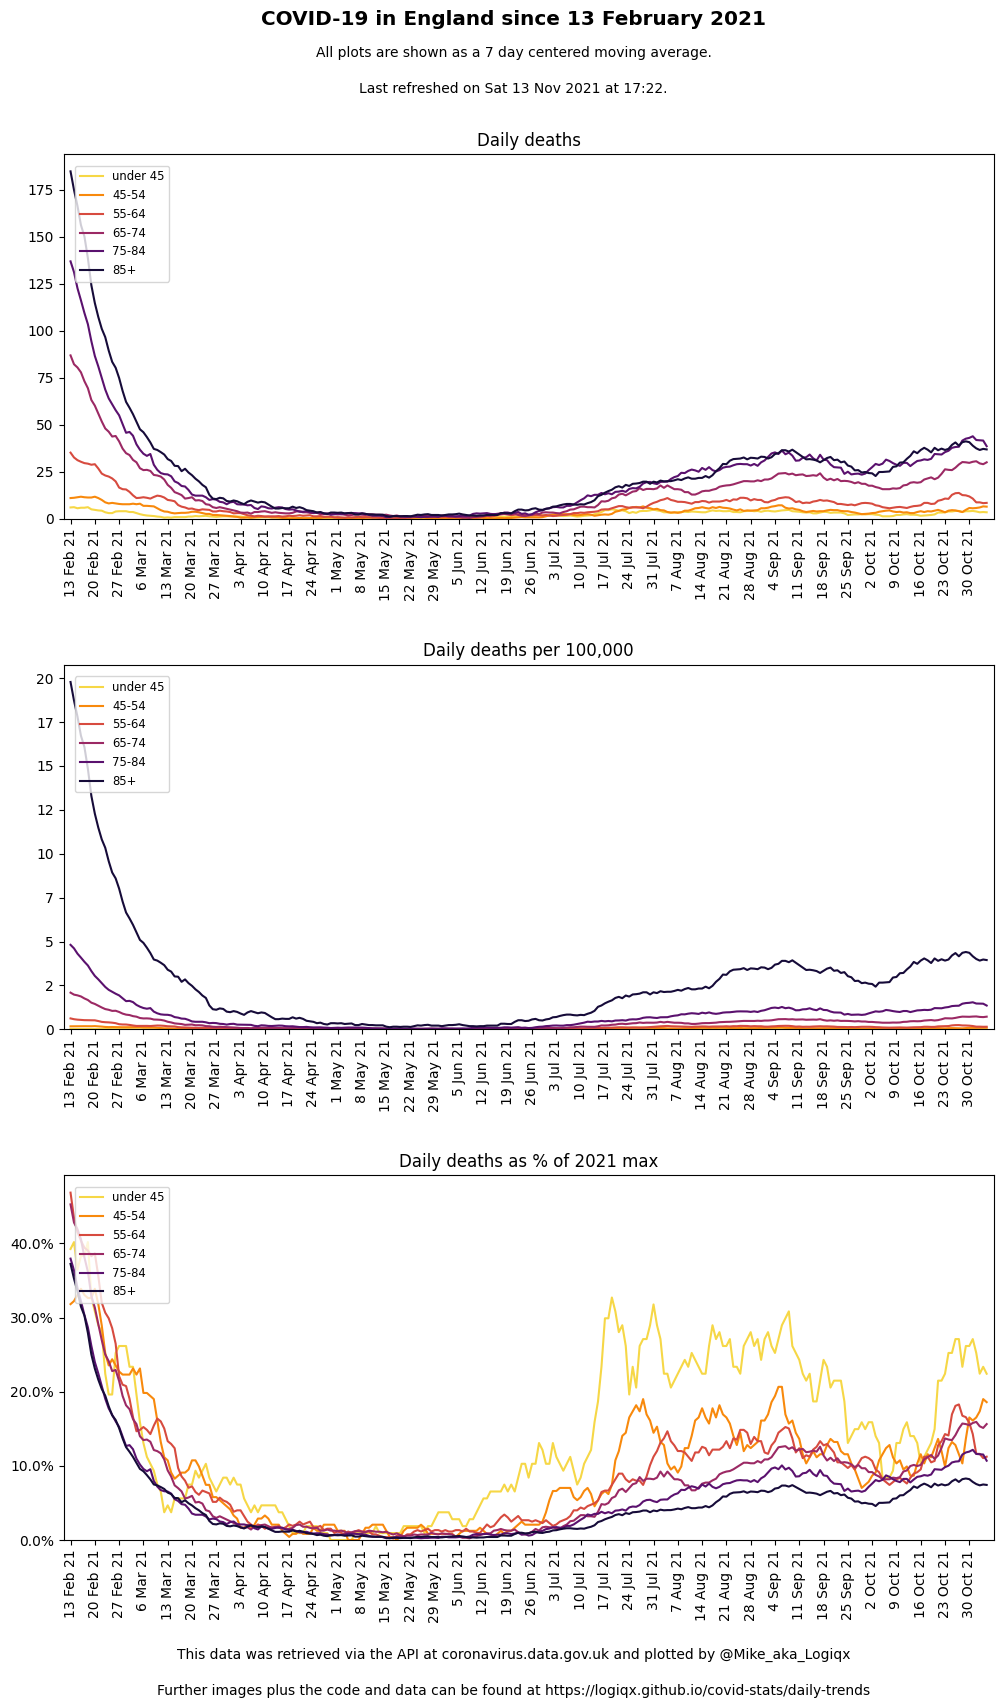 COVID-19 in England since 13 February 2021
All plots are shown as a 7 day centered moving average.
Last refreshed on Sat 13 Nov 2021 at 17:22.
Daily deaths
under 45
45-54
55-64
65-74
75-84
85+
175
150
125
100
75
50
25
0
13 Feb 21
20 Feb 21
27 Feb 21
6 Mar 21
13 Mar 21
20 Mar 21
27 Mar 21
3 Apr 21
10 Apr 21
17 Apr 21
24 Apr 21
1 May 21
8 May 21
15 May 21
22 May 21
29 May 21
5 Jun 21
12 Jun 21
19 Jun 21
26 Jun 21
3 Jul 21
10 Jul 21
17 Jul 21
24 Jul 21
31 Jul 21
7 Aug 21
14 Aug 21
21 Aug 21
28 Aug 21
4 Sep 21
11 Sep 21
18 Sep 21
25 Sep 21
2 Oct 21
9 Oct 21
16 Oct 21
23 Oct 21
30 Oct 21
Daily deaths per 100,000
under 45
45-54
55-64
65-74
75-84
85+
20
17
15
12
10
7
5
2
0
13 Feb 21
20 Feb 21
27 Feb 21
6 Mar 21
13 Mar 21
20 Mar 21
27 Mar 21
3 Apr 21
10 Apr 21
17 Apr 21
24 Apr 21
1 May 21
8 May 21
15 May 21
22 May 21
29 May 21
5 Jun 21
12 Jun 21
19 Jun 21
26 Jun 21
3 Jul 21
10 Jul 21
17 Jul 21
24 Jul 21
31 Jul 21
7 Aug 21
14 Aug 21
21 Aug 21
28 Aug 21
4 Sep 21
11 Sep 21
18 Sep 21
25 Sep 21
2 Oct 21
9 Oct 21
16 Oct 21
23 Oct 21
30 Oct 21
Daily deaths as % of 2021 max
under 45
45-54
55-64
65-74
75-84
85+
40.0%
30.0%
20.0%
10.0%
0.0%
13 Feb 21
20 Feb 21
27 Feb 21
6 Mar 21
13 Mar 21
20 Mar 21
27 Mar 21
3 Apr 21
10 Apr 21
17 Apr 21
24 Apr 21
1 May 21
8 May 21
15 May 21
22 May 21
29 May 21
5 Jun 21
12 Jun 21
19 Jun 21
26 Jun 21
3 Jul 21
10 Jul 21
17 Jul 21
24 Jul 21
31 Jul 21
7 Aug 21
14 Aug 21
21 Aug 21
28 Aug 21
4 Sep 21
11 Sep 21
18 Sep 21
25 Sep 21
2 Oct 21
9 Oct 21
16 Oct 21
23 Oct 21
30 Oct 21
This data was retrieved via the API at coronavirus.data.gov.uk and plotted by @Mike_aka_Logiqx
Further images plus the code and data can be found at https://logiqx.github.io/covid-stats/daily-trends